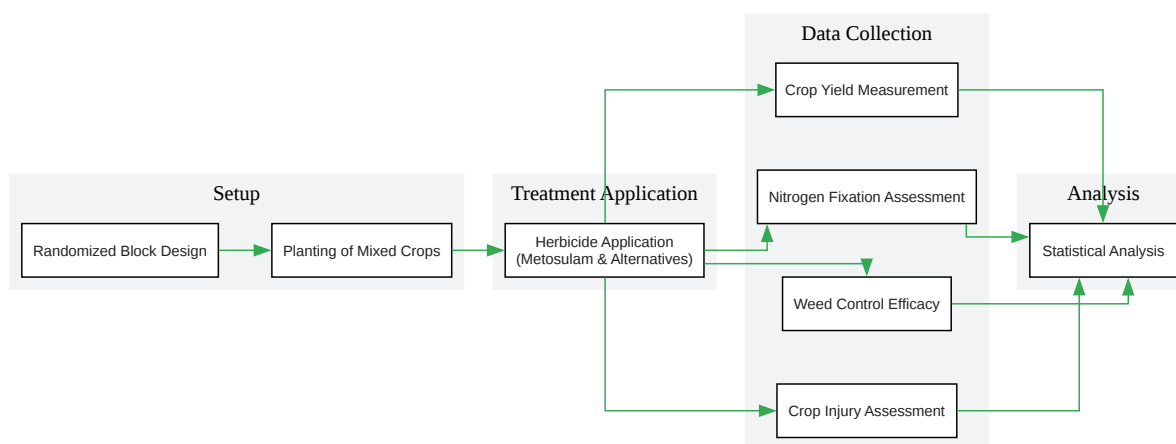 Setup
Randomized Block Design
Planting of Mixed Crops
Treatment Application
Herbicide Application
(Metosulam & Alternatives)
Data Collection
Crop Yield Measurement
Nitrogen Fixation Assessment
Weed Control Efficacy
Crop Injury Assessment
Analysis
Statistical Analysis